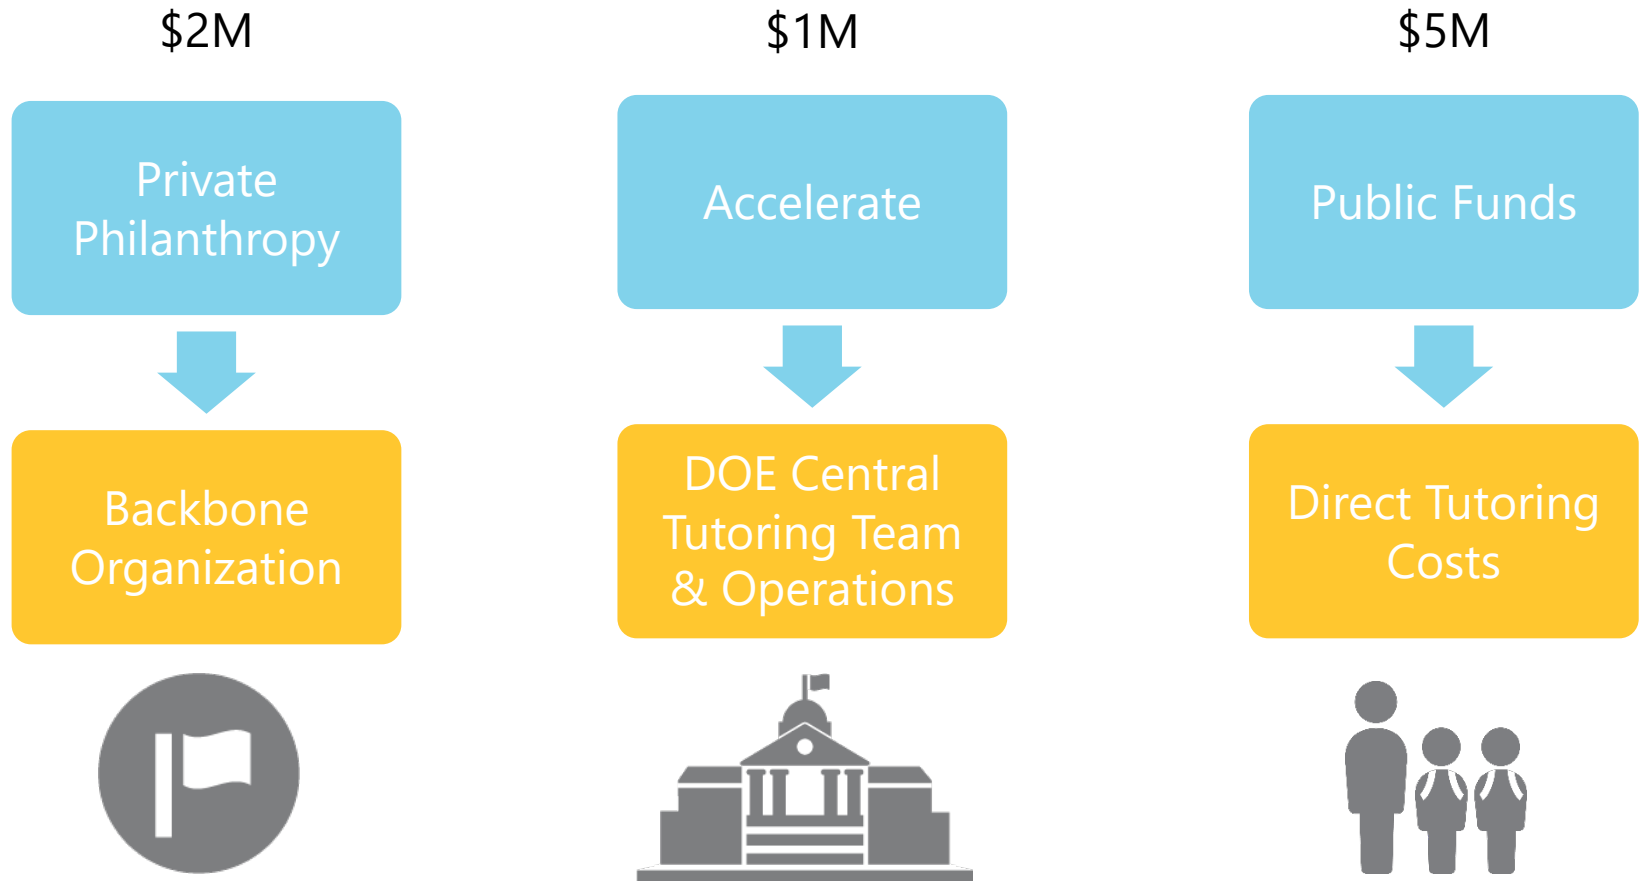 $2M
$1M
$5M
Private
Philanthropy
Accelerate
Public Funds
Backbone
Organization
DOE Central
Tutoring Team
& Operations
Direct Tutoring
Costs